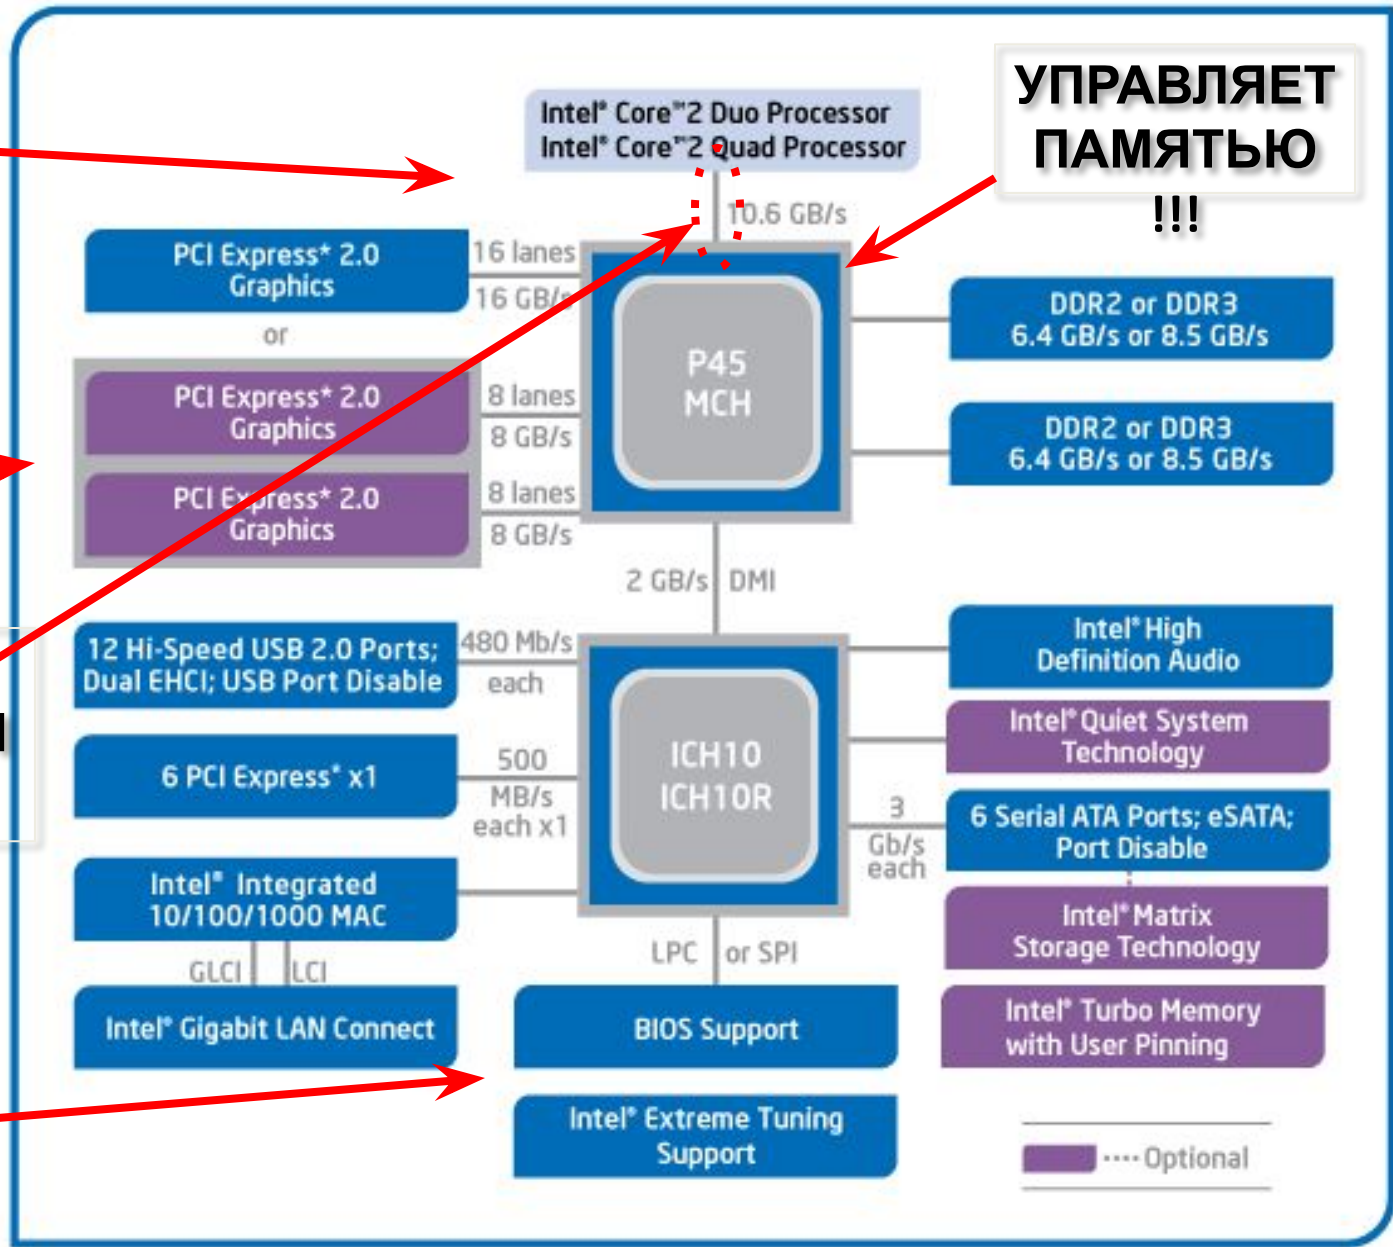 УПРАВЛЯЕТ
ПАМЯТЬЮ
!!!
Intel® Core™2 Duo Processor
Intel® Core™2 Quad Processor
10.6 GB/s
PCI Express* 2.0
Graphics
16 lanes
16 GB/s
or
PCI Express* 2.0
Graphics
8 lanes
8 GB/s
PCI Express* 2.0
Graphics
8 lanes
8 GB/s
P45
MCH
DDR2 or DDR3
6.4 GB/s or 8.5 GB/s
DDR2 or DDR3
6.4 GB/s or 8.5 GB/s
2 GB/s DMI
12 Hi-Speed USB 2.0 Ports;
Dual EHCI; USB Port Disable
480 Mb/s
each
6 PCI Express* x1
500
MB/s
each x1
Intel® Integrated
10/100/1000 MAC
GLCI LCI
Intel® Gigabit LAN Connect
ICH10
ICH10R
Intel® High
Definition Audio
Intel® Quiet System
Technology
3
Gb/s
each
6 Serial ATA Ports; eSATA;
Port Disable
Intel® Matrix
Storage Technology
Intel® Turbo Memory
with User Pinning
LPC or SPI
BIOS Support
Intel® Extreme Tuning
Support
Optional